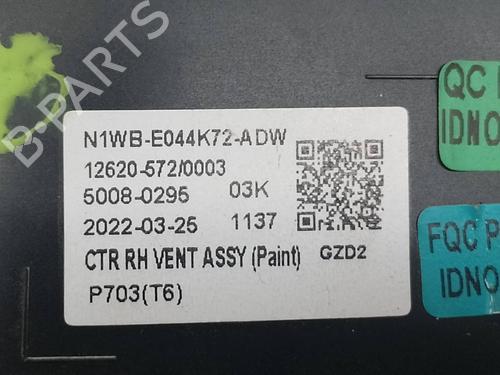 N1WB-E044K72-ADW
12620-572/0003
5008-0295 03K
2022-03-25 1137
CTR RH VENT ASSY (Paint) GZD2
P703(T6)
QC
IDNO
FQC P
IDNO
B-Parts